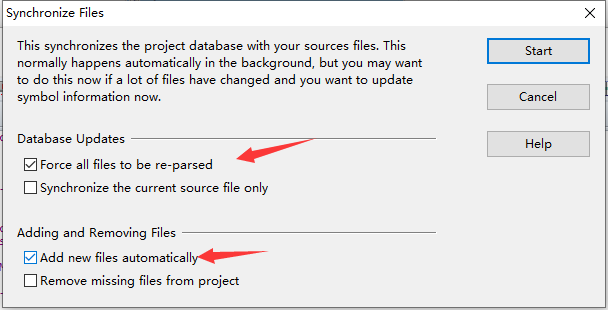 Synchronize Files
This synchronizes the project database with your sources files. This
normally happens automatically in the background, but you may want
to do this now if a lot of files have changed and you want to update
symbol information now.
Start
Cancel
Help
Database Updates
Force all files to be re-parsed
Synchronize the current source file only
Adding and Removing Files
Add new files automatically
Remove missing files from project